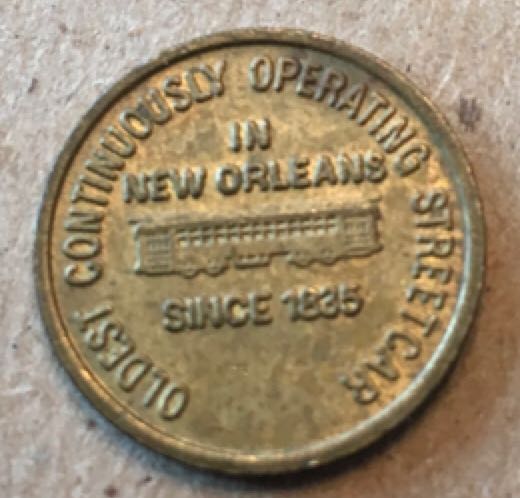 OLDEST CONTINUOUSLY OPERATING STREETCAR
IN
NEW ORLEANS
SINCE 1835